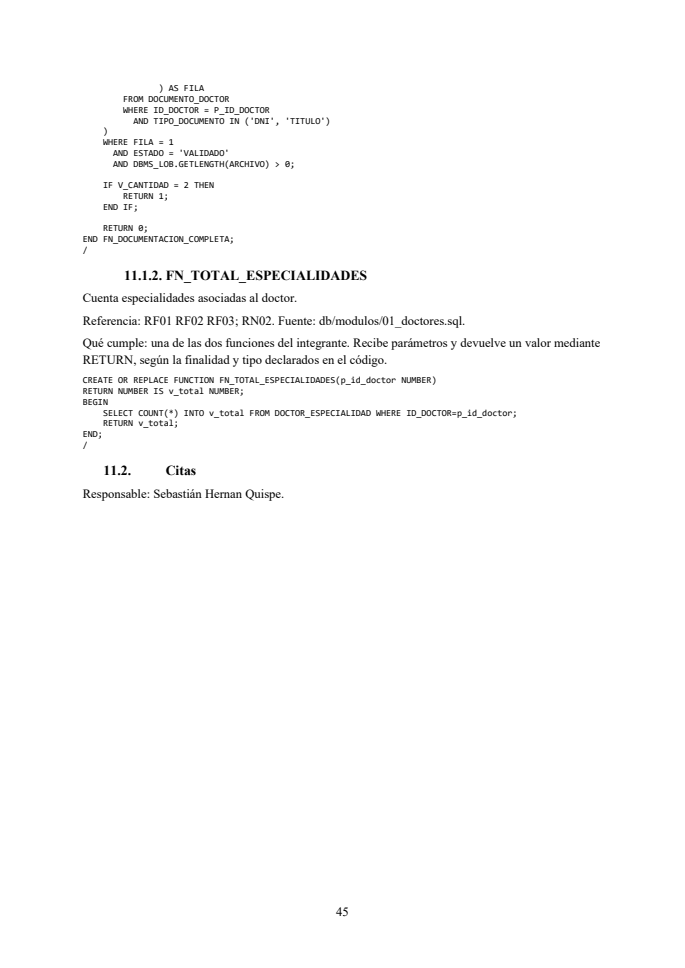 ) AS FILA
FROM DOCUMENTO_DOCTOR
WHERE ID_DOCTOR = P_ID_DOCTOR
AND TIPO_DOCUMENTO IN ('DNI', 'TITULO')
)
WHERE FILA = 1
AND ESTADO = 'VALIDADO'
AND DBMS_LOB.GETLENGTH(ARCHIVO) > 0;
IF V_CANTIDAD = 2 THEN
RETURN 1;
END IF;
RETURN 0;
END FN_DOCUMENTACION_COMPLETA;
/
11.1.2. FN_TOTAL_ESPECIALIDADES
Cuenta especialidades asociadas al doctor.
Referencia: RF01 RF02 RF03; RN02. Fuente: db/modulos/01_doctores.sql.
Qué cumple: una de las dos funciones del integrante. Recibe parámetros y devuelve un valor mediante
RETURN, según la finalidad y tipo declarados en el código.
CREATE OR REPLACE FUNCTION FN_TOTAL_ESPECIALIDADES(p_id_doctor NUMBER)
RETURN NUMBER IS v_total NUMBER;
BEGIN
SELECT COUNT(*) INTO v_total FROM DOCTOR_ESPECIALIDAD WHERE ID_DOCTOR=p_id_doctor;
RETURN v_total;
END;
/
11.2. Citas
Responsable: Sebastián Hernan Quispe.
45